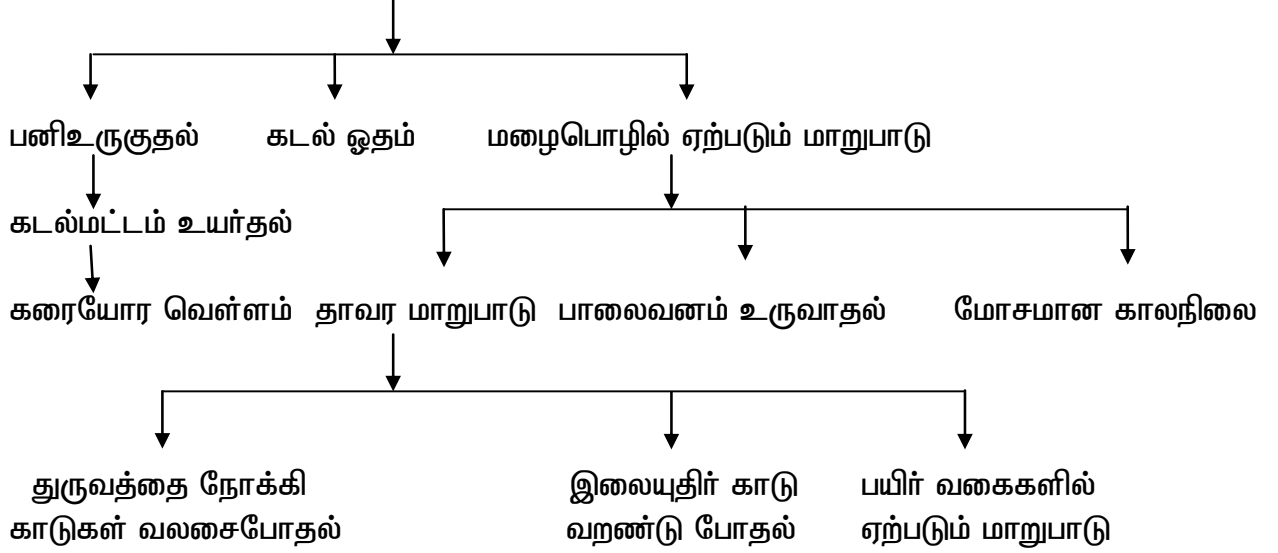 பனிஉருகுதல் கடல் ஓதம் மழைபொழில் ஏற்படும் மாறுபாடு
கடல்மட்டம் உயர்தல்
கரையோர வெள்ளம் தாவர மாறுபாடு பாலைவனம் உருவாதல் மோசமான காலநிலை
துருவத்தை நோக்கி இலையுதிர் காடு பயிர் வகைகளில்
காடுகள் வலசைபோதல் வறண்டு போதல் ஏற்படும் மாறுபாடு